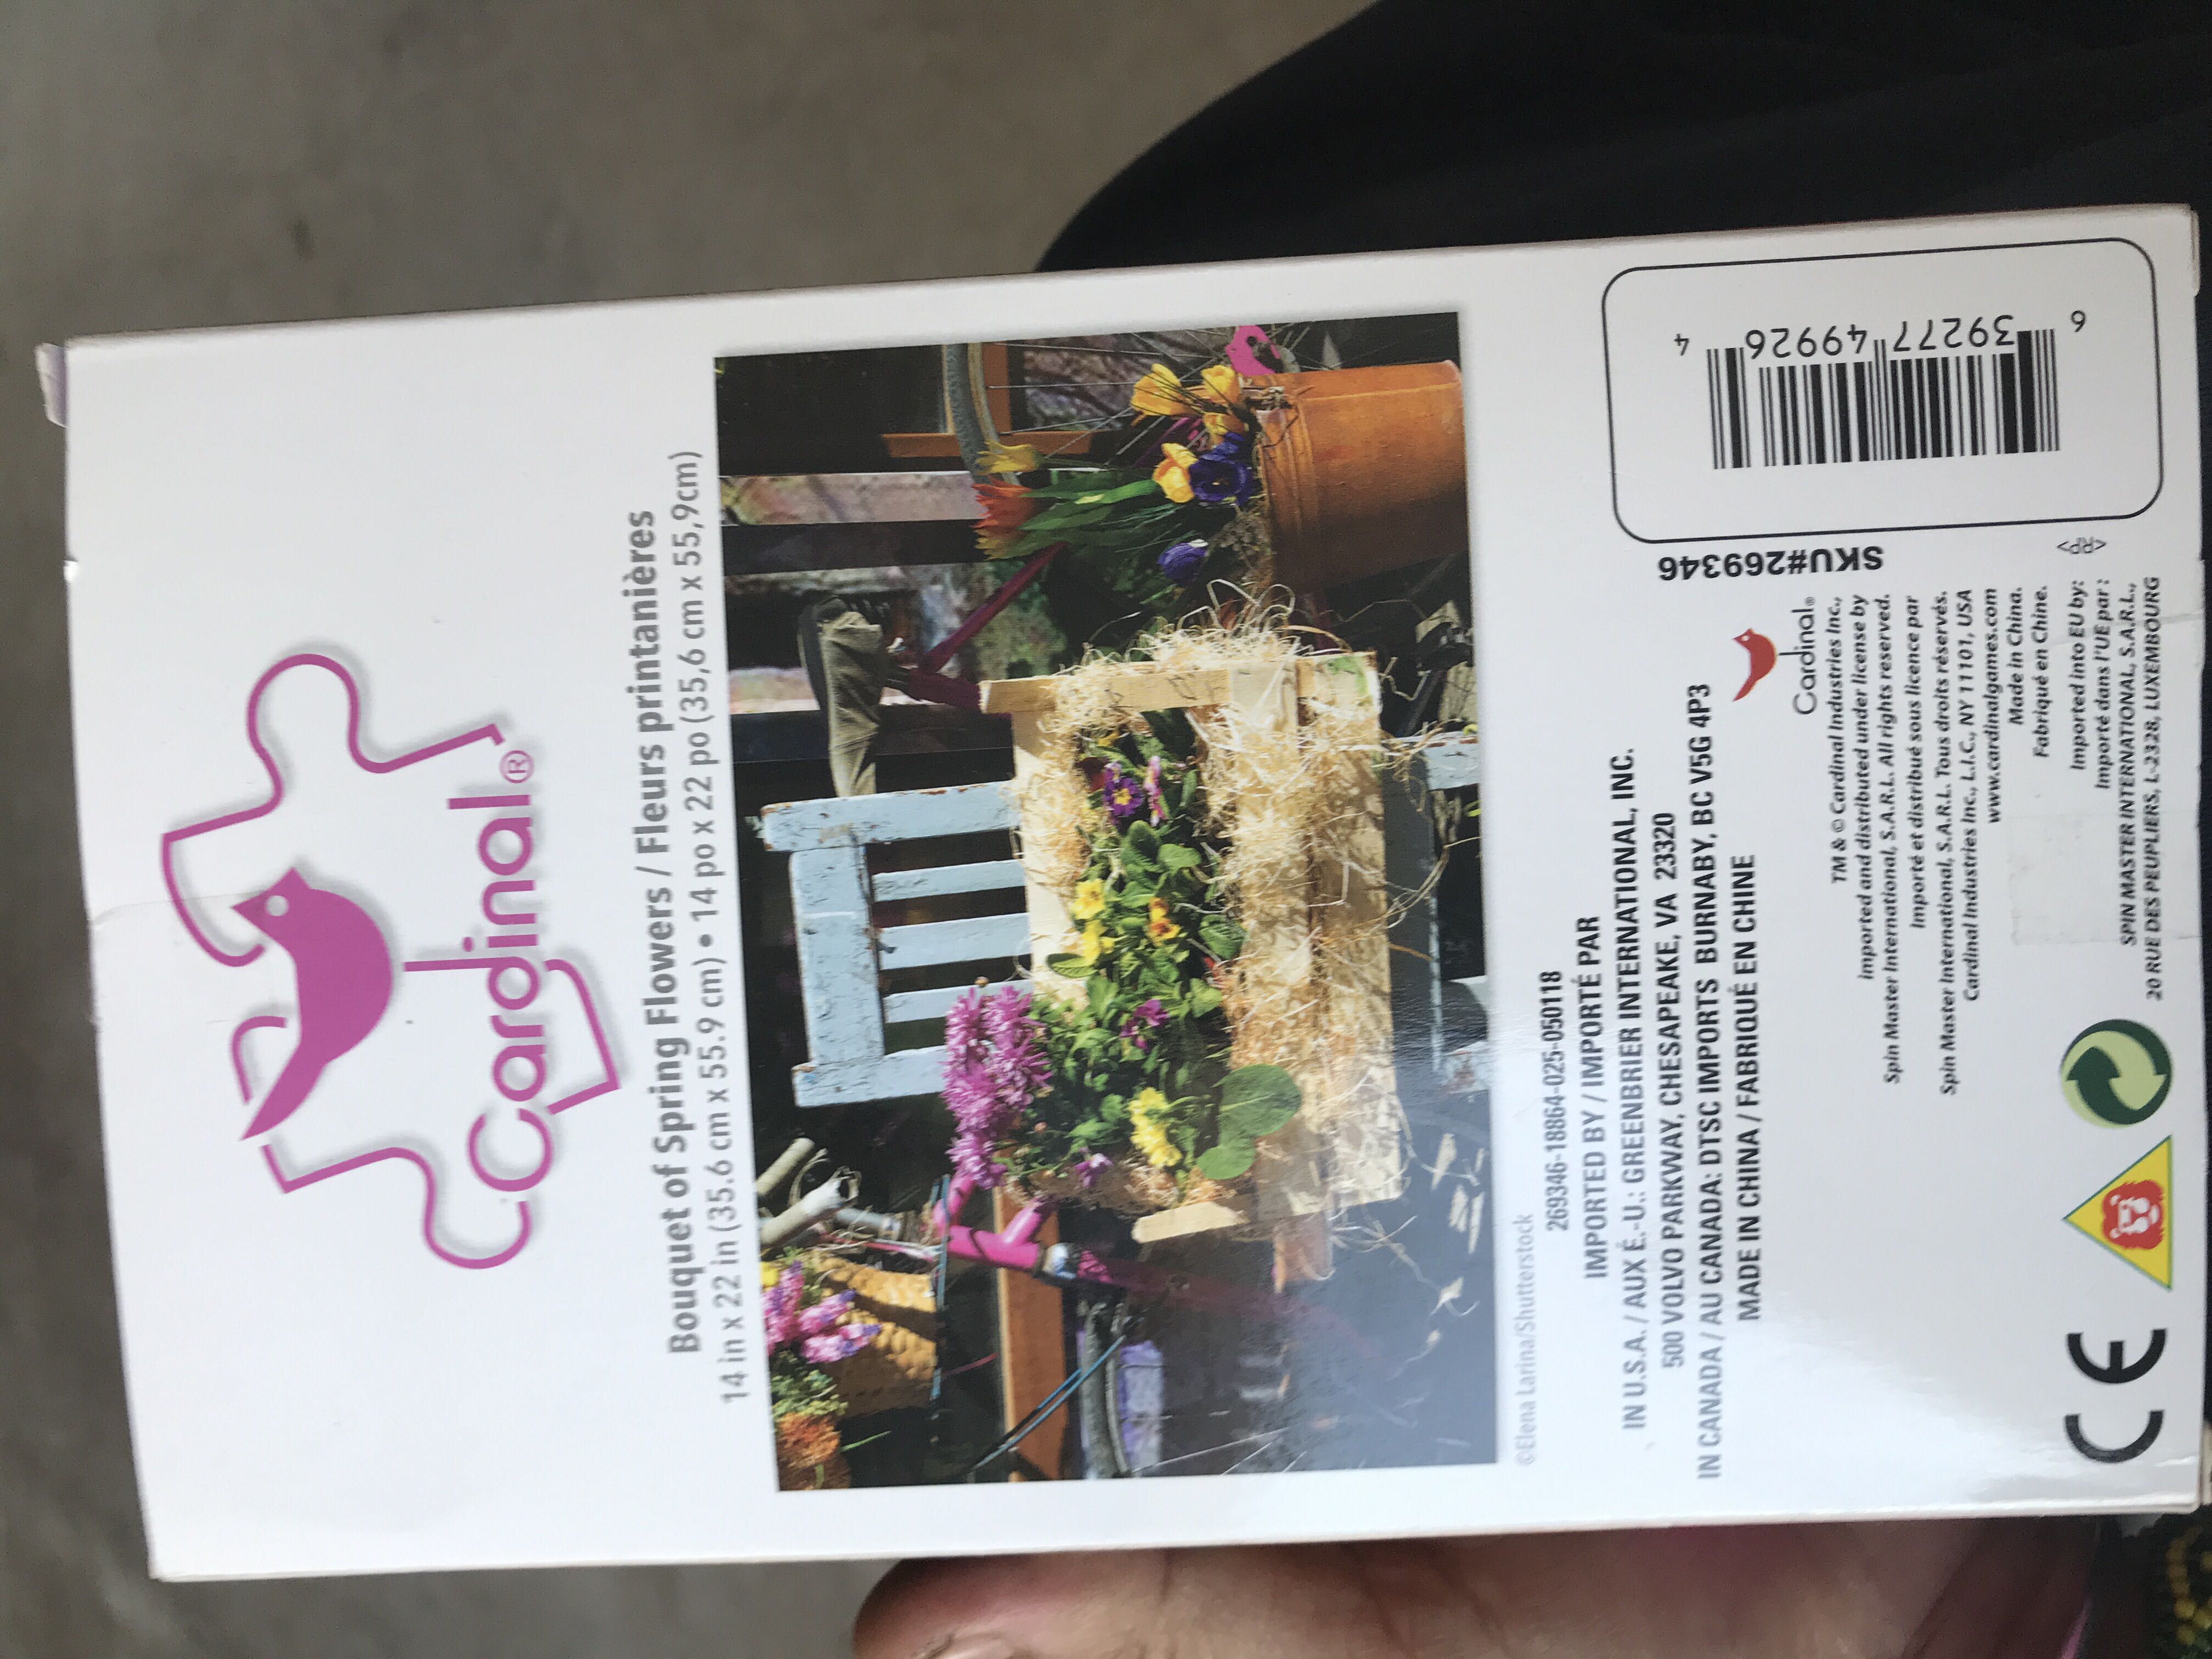 Cardinal®
Bouquet of Spring Flowers / Fleurs printanières
14 in x 22 in (35.6 cm x 55.9 cm) • 14 po x 22 po (35,6 cm x 55,9cm)
©Elena Larina/Shutterstock
269346-18864-025-050118
IMPORTED BY / IMPORTÉ PAR
IN U.S.A. / AUX É.-U.: GREENBRIER INTERNATIONAL, INC.
500 VOLVO PARKWAY, CHESAPEAKE, VA 23320
IN CANADA / AU CANADA: DTSC IMPORTS BURNABY, BC V5G 4P3
MADE IN CHINA / FABRIQUÉ EN CHINE
SKU#269346
6 39277 49926 4
Cardinal®
TM & © Cardinal Industries Inc.,
imported and distributed under license by
Spin Master International, S.A.R.L. All rights reserved.
Importé et distribué sous licence par
Spin Master International, S.A.R.L. Tous droits réservés.
Cardinal Industries Inc., L.I.C., NY 11101, USA
www.cardinalgames.com
Made in China.
Fabriqué en Chine.
Imported into EU by:
Importé dans l'UE par :
SPIN MASTER INTERNATIONAL, S.A.R.L.,
20 RUE DES PEUPLIERS, L-2328, LUXEMBOURG
<RP>
CE